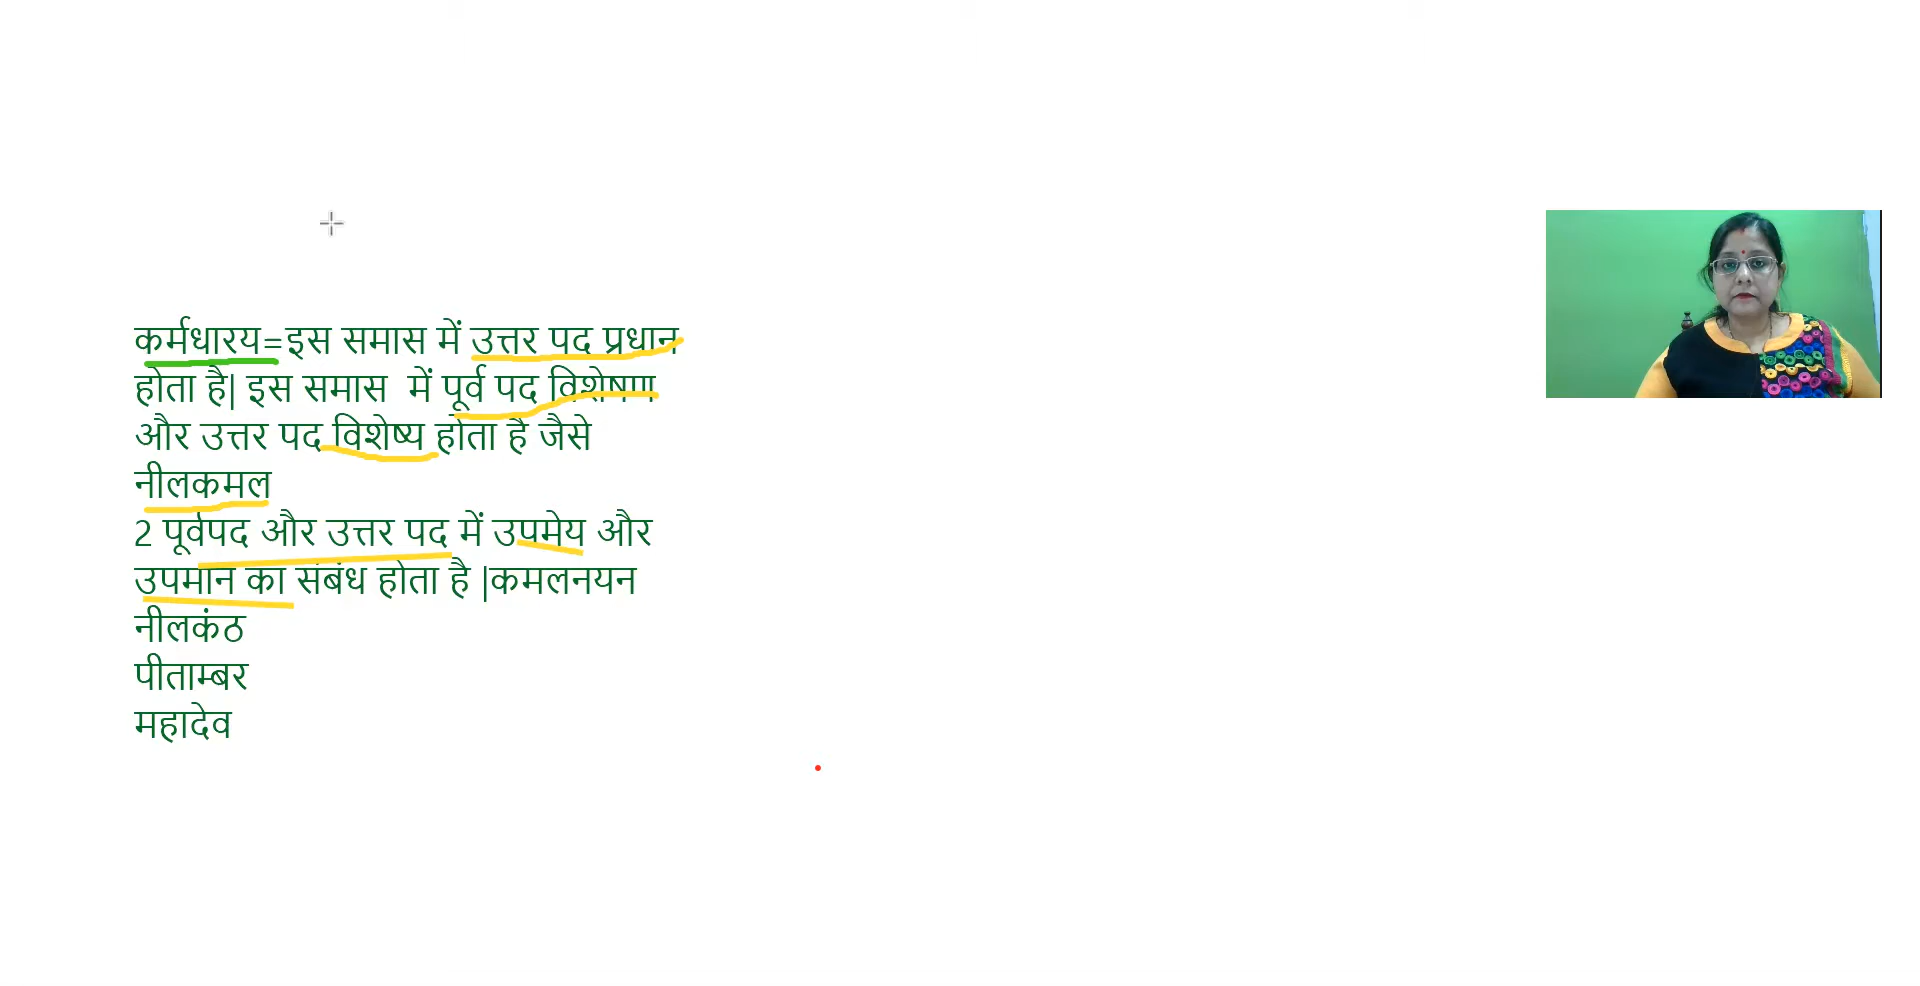 कर्मधारय=इस समास में उत्तर पद प्रधान
होता है| इस समास  में पूर्व पद विशेषण
और उत्तर पद विशेष्य होता है जैसे
नीलकमल
2 पूर्वपद और उत्तर पद में उपमेय और
उपमान का संबंध होता है |कमलनयन
नीलकंठ
पीताम्बर
महादेव